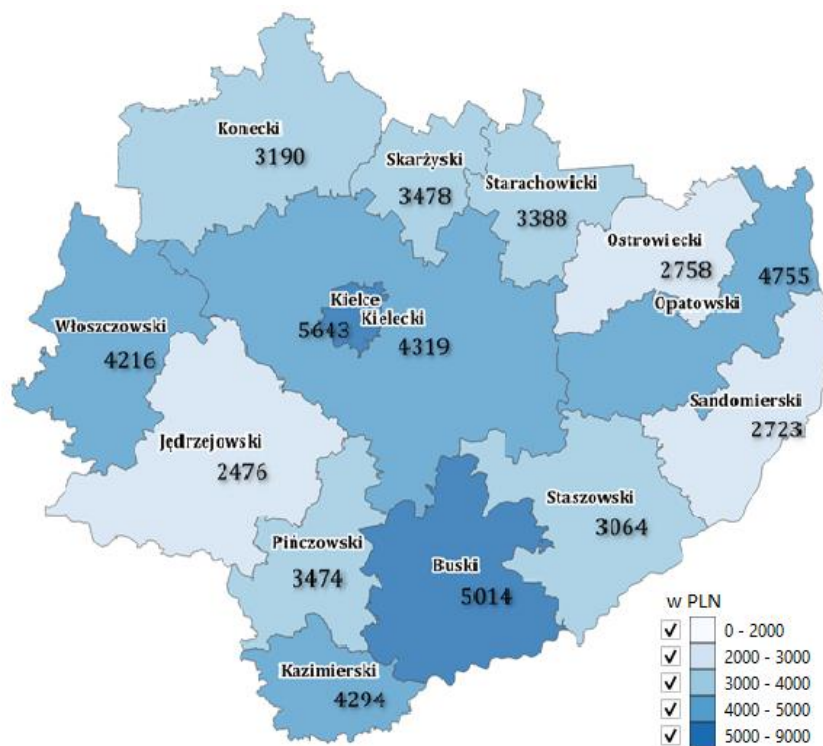 Konecki
3190
Skarżyski
3478
Starachowicki
3388
Ostrowiecki
2758
4755
Opatowski
Kielce
5643
Kielecki
4319
Włoszczowski
4216
Sandomierski
2723
Jędrzejowski
2476
Staszowski
3064
Pińczowski
3474
Buski
5014
Kazimierski
4294
w PLN
0 - 2000
2000 - 3000
3000 - 4000
4000 - 5000
5000 - 9000